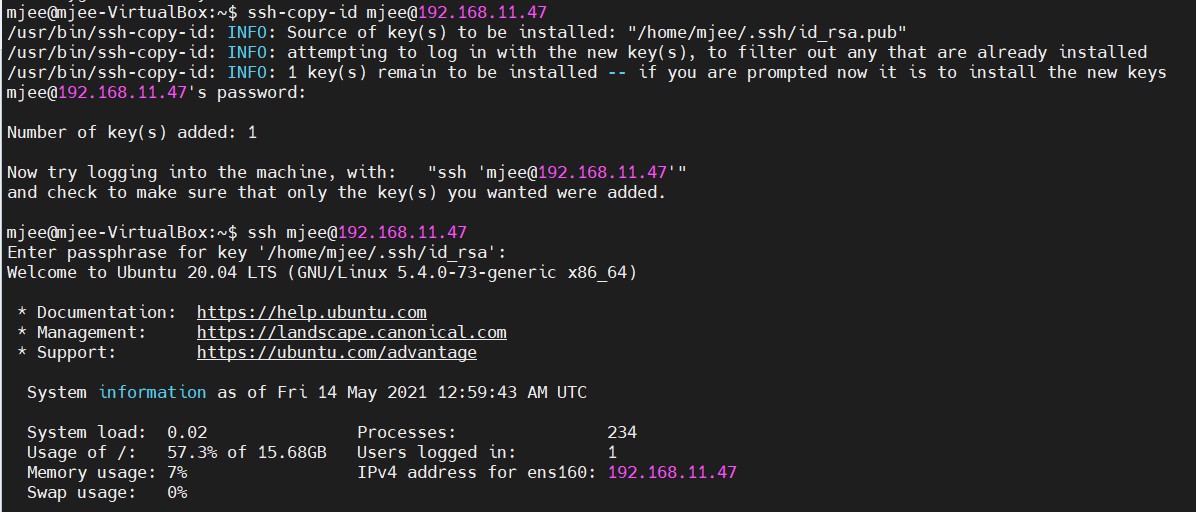 mjee@mjee-VirtualBox:~$ ssh-copy-id mjee@192.168.11.47
/usr/bin/ssh-copy-id: INFO: Source of key(s) to be installed: "/home/mjee/.ssh/id_rsa.pub"
/usr/bin/ssh-copy-id: INFO: attempting to log in with the new key(s), to filter out any that are already installed
/usr/bin/ssh-copy-id: INFO: 1 key(s) remain to be installed -- if you are prompted now it is to install the new keys
mjee@192.168.11.47's password:

Number of key(s) added: 1

Now try logging into the machine, with:   "ssh 'mjee@192.168.11.47'"
and check to make sure that only the key(s) you wanted were added.

mjee@mjee-VirtualBox:~$ ssh mjee@192.168.11.47
Enter passphrase for key '/home/mjee/.ssh/id_rsa':
Welcome to Ubuntu 20.04 LTS (GNU/Linux 5.4.0-73-generic x86_64)

 * Documentation:  https://help.ubuntu.com
 * Management:     https://landscape.canonical.com
 * Support:        https://ubuntu.com/advantage

  System information as of Fri 14 May 2021 12:59:43 AM UTC

  System load:  0.02               Processes:               234
  Usage of /:   57.3% of 15.68GB   Users logged in:         1
  Memory usage: 7%                 IPv4 address for ens160: 192.168.11.47
  Swap usage:   0%